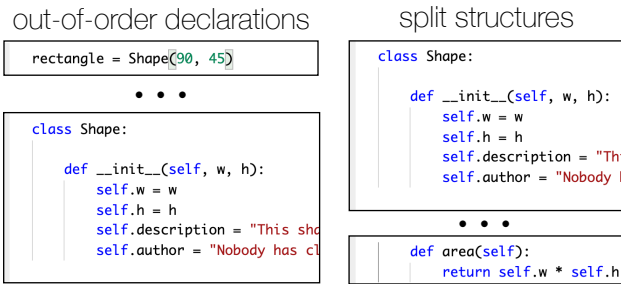 out-of-order declarations
rectangle = Shape(90, 45)
• • •
class Shape:
def __init__(self, w, h):
self.w = w
self.h = h
self.description = "This sha
self.author = "Nobody has cl
split structures
class Shape:
def __init__(self, w, h):
self.w = w
self.h = h
self.description = "Thi
self.author = "Nobody h
• • •
def area(self):
return self.w * self.h